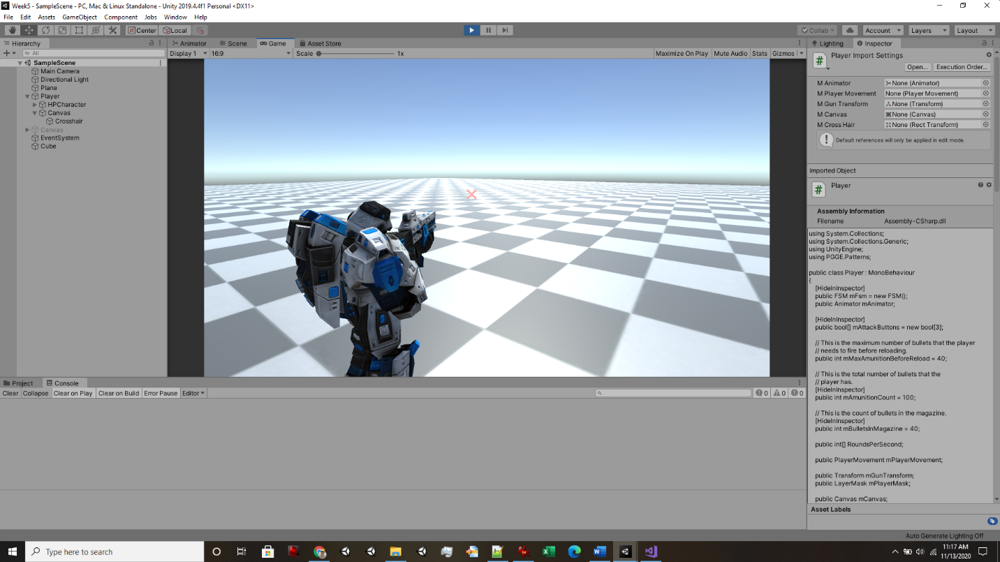 Week5 - SampleScene - PC, Mac & Linux Standalone - Unity 2019.4.4f1 Personal <DX11>
File Edit Assets GameObject Component Jobs Window Help
Center Local Collab Account Layers Layout
Hierarchy
All
SampleScene
Main Camera
Directional Light
Plane
Player
HPCharacter
Canvas
Crosshair
Canvas
EventSystem
Cube
Animator Scene Game Asset Store
Display 1 16:9 Scale 1x Maximize On Play Mute Audio Stats Gizmos
Project Console
Clear Collapse Clear on Play Clear on Build Error Pause Editor 0 0 0
Lighting Inspector
Player Import Settings
Open... Execution Order...
M Animator None (Animator)
M Player Movement None (Player Movement)
M Gun Transform None (Transform)
M Canvas None (Canvas)
M Cross Hair None (Rect Transform)
Default references will only be applied in edit mode.
Imported Object
# Player
Assembly Information
Filename Assembly-CSharp.dll
using System.Collections;
using System.Collections.Generic;
using UnityEngine;
using PGGE.Patterns;
public class Player : MonoBehaviour
{
[HideInInspector]
public FSM mFsm = new FSM();
public Animator mAnimator;
[HideInInspector]
public bool[] mAttackButtons = new bool[3];
// This is the maximum number of bullets that the player
// needs to fire before reloading.
public int mMaxAmunitionBeforeReload = 40;
// This is the total number of bullets that the
// player has.
[HideInInspector]
public int mAmunitionCount = 100;
// This is the count of bullets in the magazine.
[HideInInspector]
public int mBulletsInMagazine = 40;
public int[] RoundsPerSecond;
public PlayerMovement mPlayerMovement;
public Transform mGunTransform;
public LayerMask mPlayerMask;
public Canvas mCanvas;
Asset Labels
Auto Generate Lighting Off
Type here to search
11:17 AM
11/13/2020